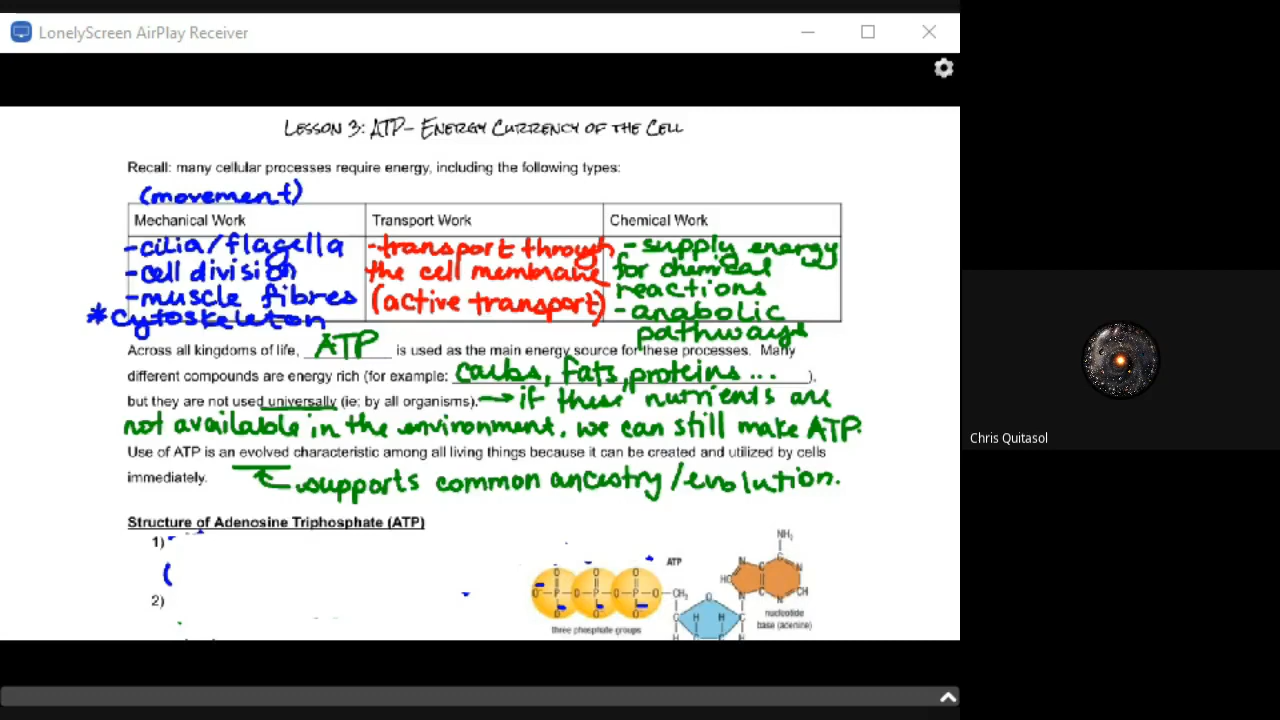 LonelyScreen AirPlay Receiver
LESSON 3: ATP- ENERGY CURRENCY OF THE CELL
Recall: many cellular processes require energy, including the following types:
(movement)
Mechanical Work
-cilia/flagella
-cell division
-muscle fibres
*Cytoskeleton
Transport Work
-transport through
the cell membrane
(active transport)
Chemical Work
-supply energy
for chemical
reactions
-anabolic
pathways
Across all kingdoms of life, ATP is used as the main energy source for these processes. Many
different compounds are energy rich (for example: carbs, fats, proteins ... ),
but they are not used universally (ie: by all organisms). → if these nutrients are
not available in the environment, we can still make ATP.
Use of ATP is an evolved characteristic among all living things because it can be created and utilized by cells
immediately. supports common ancestry/evolution.
Structure of Adenosine Triphosphate (ATP)
1)
(
2)
ATP
NH₂
N
C
N
HC
C
CH
N
C
N
O
O
O
O-P-O-P-O-P-O-CH₂
O
O
O
O
C
H
H
C
H
H
three phosphate groups
nucleotide
base (adenine)
Chris Quitasol